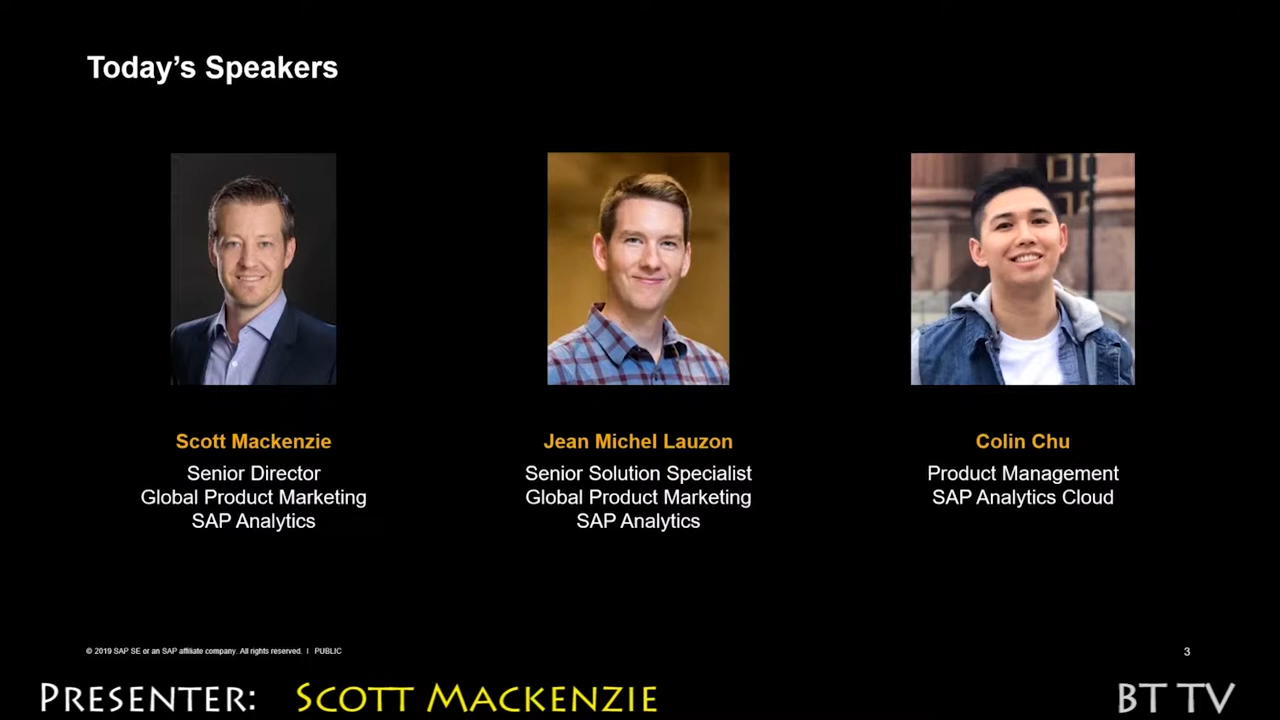 Today's Speakers
Scott Mackenzie
Senior Director
Global Product Marketing
SAP Analytics
Jean Michel Lauzon
Senior Solution Specialist
Global Product Marketing
SAP Analytics
Colin Chu
Product Management
SAP Analytics Cloud
© 2019 SAP SE or an SAP affiliate company. All rights reserved. I PUBLIC
3
PRESENTER: SCOTT MACKENZIE
BT TV